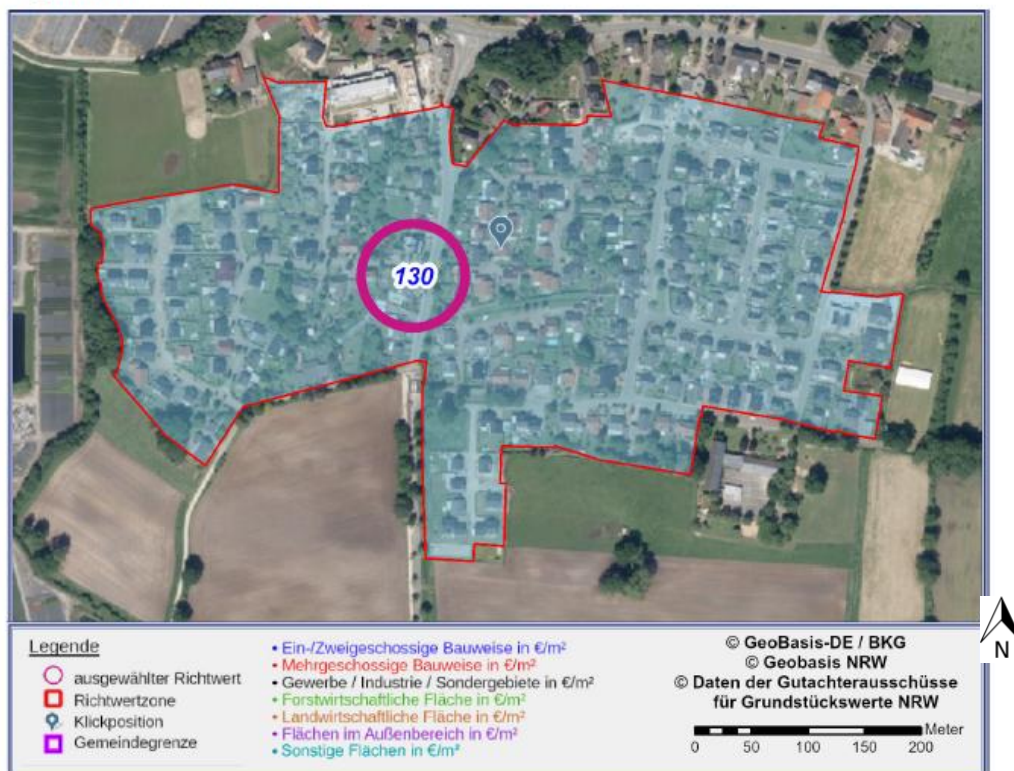 130
Legende
ausgewählter Richtwert
Richtwertzone
Klickposition
Gemeindegrenze
• Ein-/Zweigeschossige Bauweise in €/m²
• Mehrgeschossige Bauweise in €/m²
• Gewerbe / Industrie / Sondergebiete in €/m²
• Forstwirtschaftliche Fläche in €/m²
• Landwirtschaftliche Fläche in €/m²
• Flächen im Außenbereich in €/m²
• Sonstige Flächen in €/m²
© GeoBasis-DE / BKG
© Geobasis NRW
© Daten der Gutachterausschüsse
für Grundstückswerte NRW
Meter
0 50 100 150 200
N